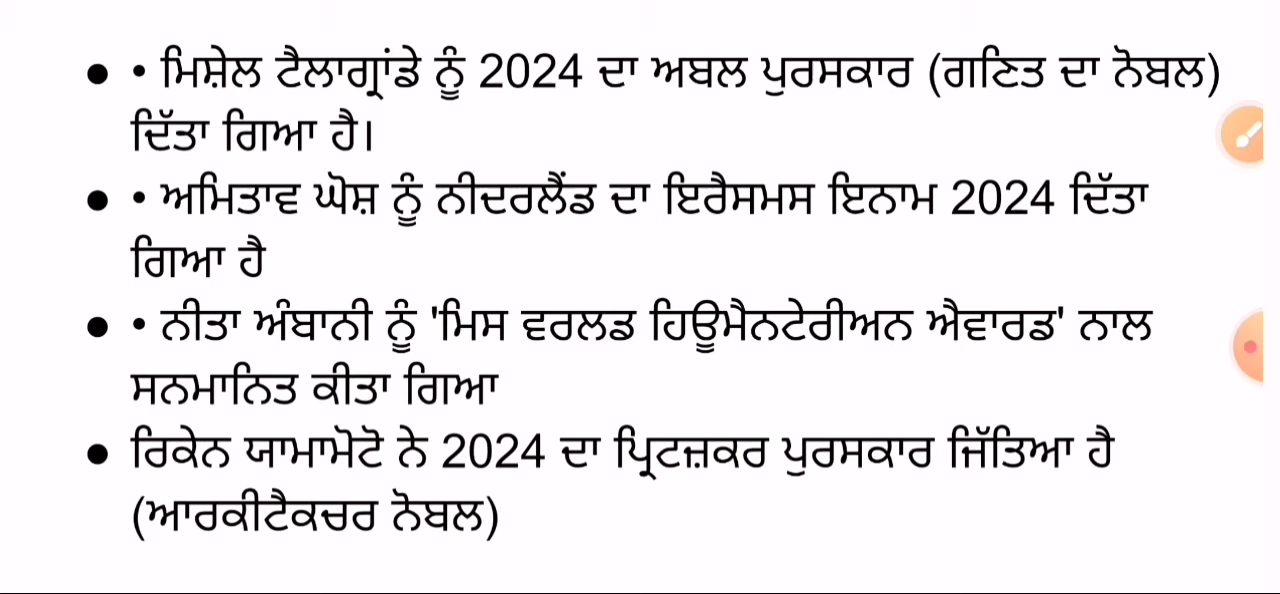 ● • ਮਿਸ਼ੇਲ ਟੈਲਾਗ੍ਰਾਂਡੇ ਨੂੰ 2024 ਦਾ ਅਬਲ ਪੁਰਸਕਾਰ (ਗਣਿਤ ਦਾ ਨੋਬਲ)
ਦਿੱਤਾ ਗਿਆ ਹੈ।
● • ਅਮਿਤਾਵ ਘੋਸ਼ ਨੂੰ ਨੀਦਰਲੈਂਡ ਦਾ ਇਰੈਸਮਸ ਇਨਾਮ 2024 ਦਿੱਤਾ
ਗਿਆ ਹੈ
● • ਨੀਤਾ ਅੰਬਾਨੀ ਨੂੰ 'ਮਿਸ ਵਰਲਡ ਹਿਊਮੈਨਟੇਰੀਅਨ ਐਵਾਰਡ' ਨਾਲ
ਸਨਮਾਨਿਤ ਕੀਤਾ ਗਿਆ
● ਰਿਕੇਨ ਯਾਮਾਮੋਟੋ ਨੇ 2024 ਦਾ ਪ੍ਰਿਟਜ਼ਕਰ ਪੁਰਸਕਾਰ ਜਿੱਤਿਆ ਹੈ
(ਆਰਕੀਟੈਕਚਰ ਨੋਬਲ)